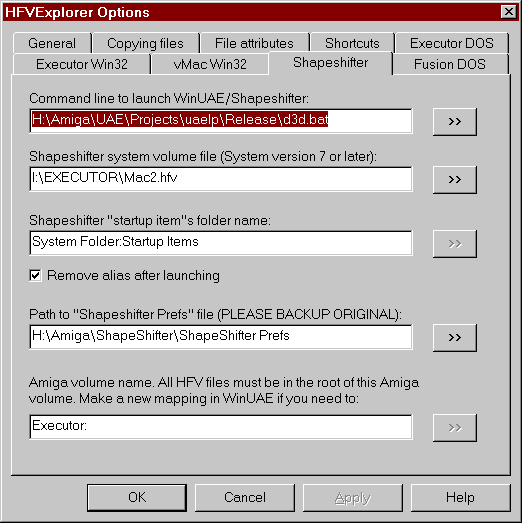 HFVExplorer Options
General
Copying files
File attributes
Shortcuts
Executor DOS
Executor Win32
vMac Win32
Shapeshifter
Fusion DOS
Command line to launch WinUAE/Shapeshifter:
H:\Amiga\UAE\Projects\uaelp\Release\d3d.bat
>>
Shapeshifter system volume file (System version 7 or later):
I:\EXECUTOR\Mac2.hfv
>>
Shapeshifter "startup item"s folder name:
System Folder:Startup Items
>>
Remove alias after launching
Path to "Shapeshifter Prefs" file (PLEASE BACKUP ORIGINAL):
H:\Amiga\ShapeShifter\ShapeShifter Prefs
>>
Amiga volume name. All HFV files must be in the root of this Amiga
volume. Make a new mapping in WinUAE if you need to:
Executor:
>>
OK
Cancel
Apply
Help